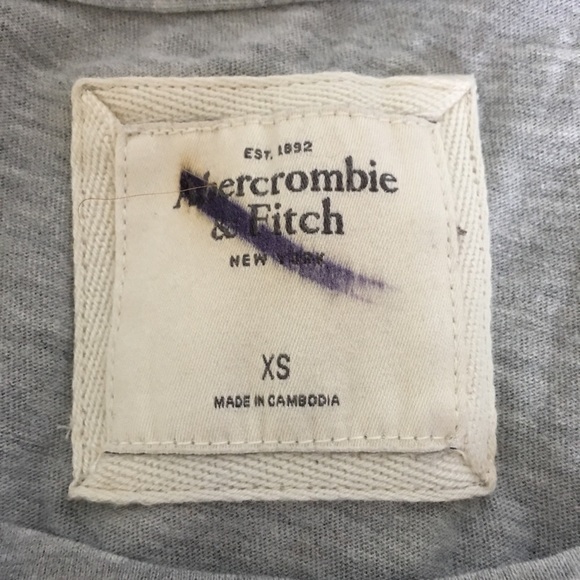 EST. 1892
Abercrombie
& Fitch
NEW YORK
XS
MADE IN CAMBODIA